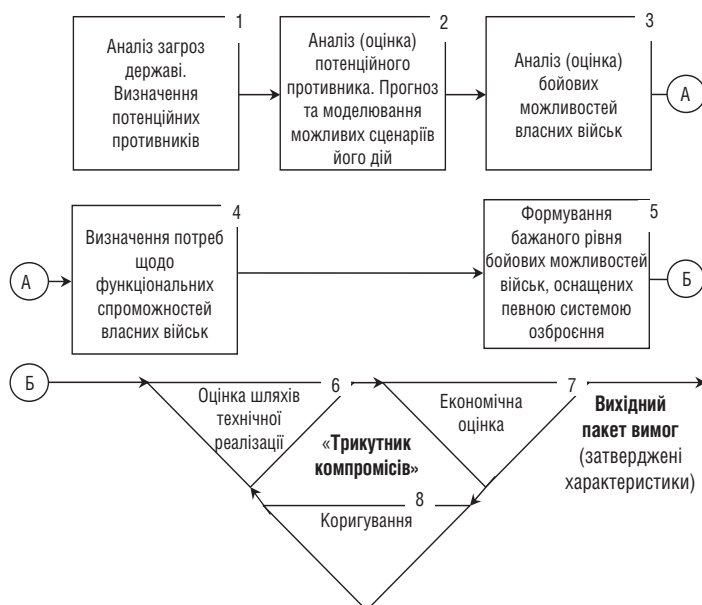 1
Аналіз загроз
державі.
Визначення
потенційних
противників
2
Аналіз (оцінка)
потенційного
противника. Прогноз
та моделювання
можливих сценаріїв
його дій
3
Аналіз (оцінка)
бойових
можливостей
власних військ
А
А
4
Визначення потреб
щодо
функціональних
спроможностей
власних військ
5
Формування
бажаного рівня
бойових можливостей
військ, оснащених
певною системою
озброєння
Б
Б
6
Оцінка шляхів
технічної
реалізації
«Трикутник
компромісів»
7
Економічна
оцінка
Вихідний
пакет вимог
(затверджені
характеристики)
8
Коригування